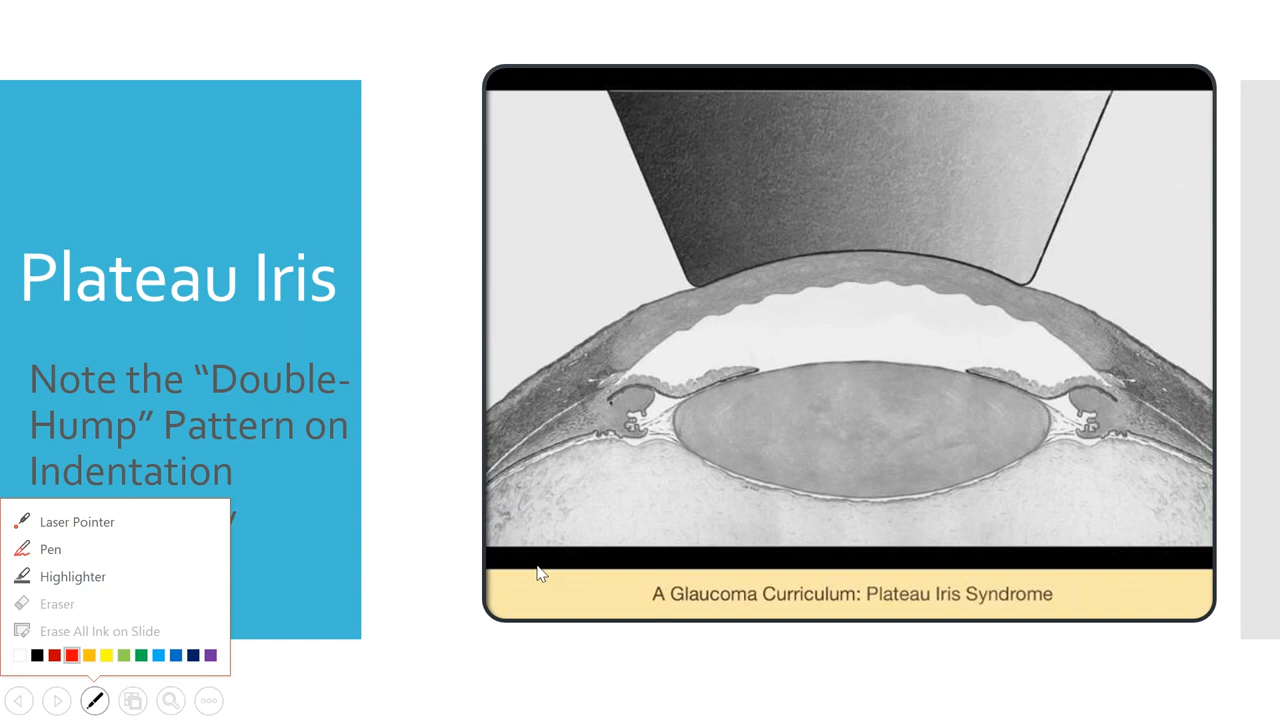 Plateau Iris
Note the “Double-
Hump” Pattern on
Indentation
Laser Pointer
Pen
Highlighter
Eraser
Erase All Ink on Slide
A Glaucoma Curriculum: Plateau Iris Syndrome